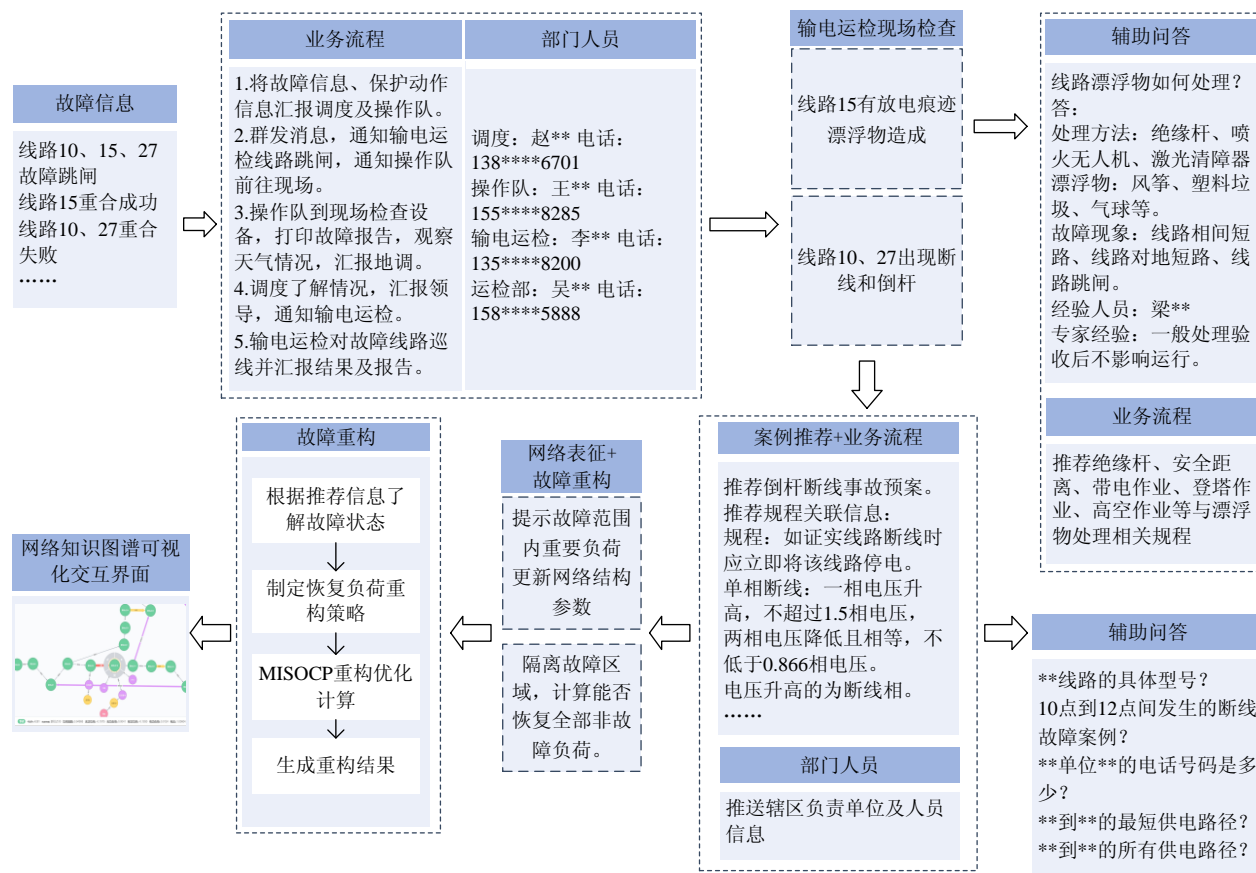 故障信息
线路10、15、27
故障跳闸
线路15重合成功
线路10、27重合
失败
……
业务流程
1.将故障信息、保护动作
信息汇报调度及操作队。
2.群发消息，通知输电运
检线路跳闸，通知操作队
前往现场。
3.操作队到现场检查设
备，打印故障报告，观察
天气情况，汇报地调。
4.调度了解情况，汇报领
导，通知输电运检。
5.输电运检对故障线路巡
线并汇报结果及报告。
部门人员
调度：赵** 电话：
138****6701
操作队：王** 电话：
155****8285
输电运检：李** 电话：
135****8200
运检部：吴** 电话：
158****5888
输电运检现场检查
线路15有放电痕迹
漂浮物造成
线路10、27出现断
线和倒杆
辅助问答
线路漂浮物如何处理？
答：
处理方法：绝缘杆、喷
火无人机、激光清障器
漂浮物：风筝、塑料垃
圾、气球等。
故障现象：线路相间短
路、线路对地短路、线
路跳闸。
经验人员：梁**
专家经验：一般处理验
收后不影响运行。
业务流程
推荐绝缘杆、安全距
离、带电作业、登塔作
业、高空作业等与漂浮
物处理相关规程
案例推荐+业务流程
推荐倒杆断线事故预案。
推荐规程关联信息：
规程：如证实线路断线时
应立即将该线路停电。
单相断线：一相电压升
高，不超过1.5相电压，
两相电压降低且相等，不
低于0.866相电压。
电压升高的为断线相。
……
部门人员
推送辖区负责单位及人员
信息
辅助问答
**线路的具体型号？
10点到12点间发生的断线
故障案例？
**单位**的电话号码是多
少？
**到**的最短供电路径？
**到**的所有供电路径？
网络表征+
故障重构
提示故障范围
内重要负荷
更新网络结构
参数
隔离故障区
域，计算能否
恢复全部非故
障负荷。
故障重构
根据推荐信息了
解故障状态
制定恢复负荷重
构策略
MISOCP重构优化
计算
生成重构结果
网络知识图谱可视
化交互界面